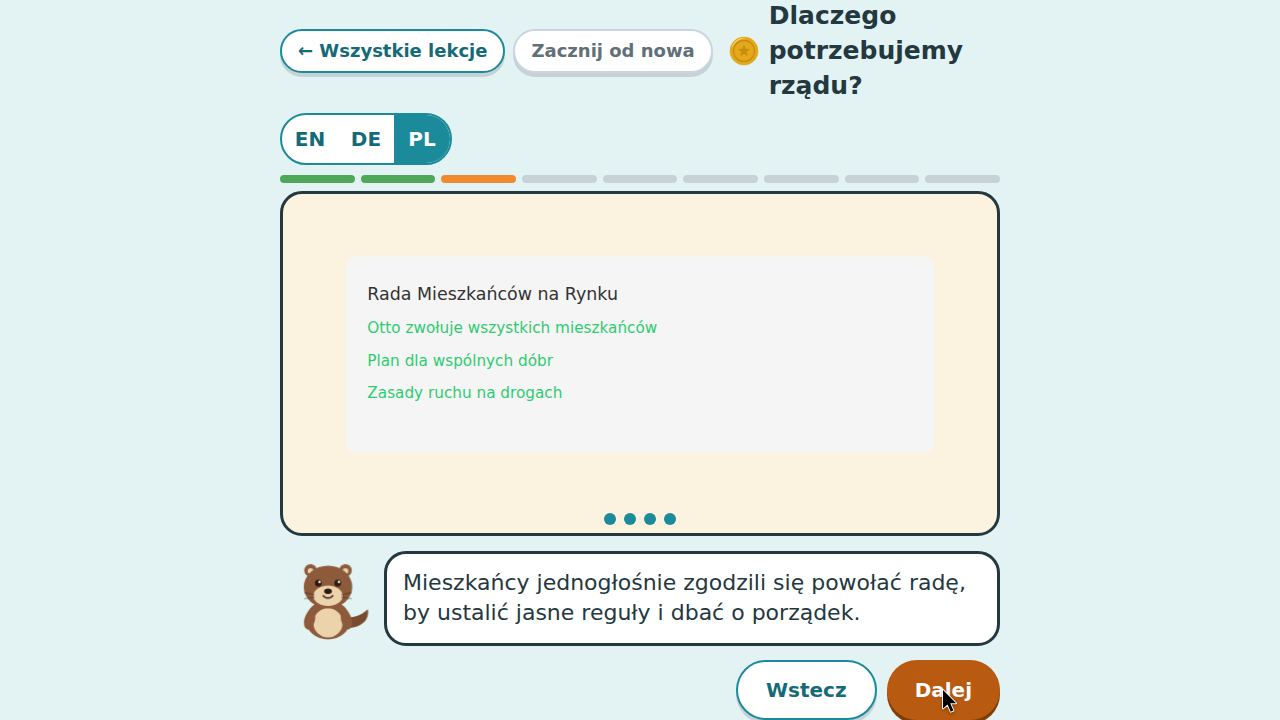 ← Wszystkie lekcje
Zacznij od nowa
Dlaczego
potrzebujemy
rządu?
EN DE PL
Rada Mieszkańców na Rynku
Otto zwołuje wszystkich mieszkańców
Plan dla wspólnych dóbr
Zasady ruchu na drogach
Mieszkańcy jednogłośnie zgodzili się powołać radę,
by ustalić jasne reguły i dbać o porządek.
Wstecz
Dalej